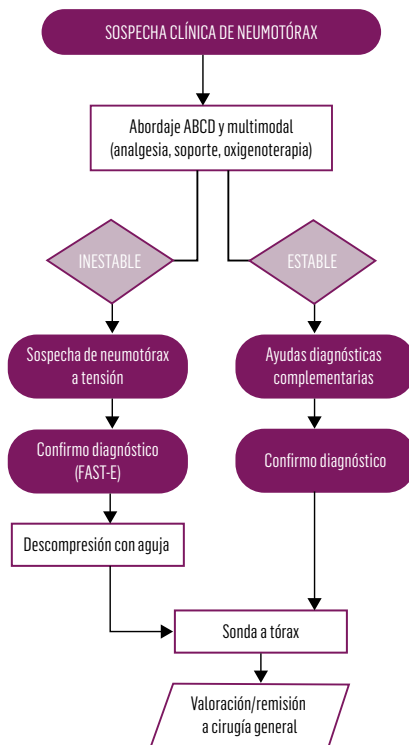 SOSPECHA CLÍNICA DE NEUMOTÓRAX
Abordaje ABCD y multimodal
(analgesia, soporte, oxigenoterapia)
INESTABLE
ESTABLE
Sospecha de neumotórax
a tensión
Ayudas diagnósticas
complementarias
Confirmo diagnóstico
(FAST-E)
Confirmo diagnóstico
Descompresión con aguja
Sonda a tórax
Valoración/remisión
a cirugía general